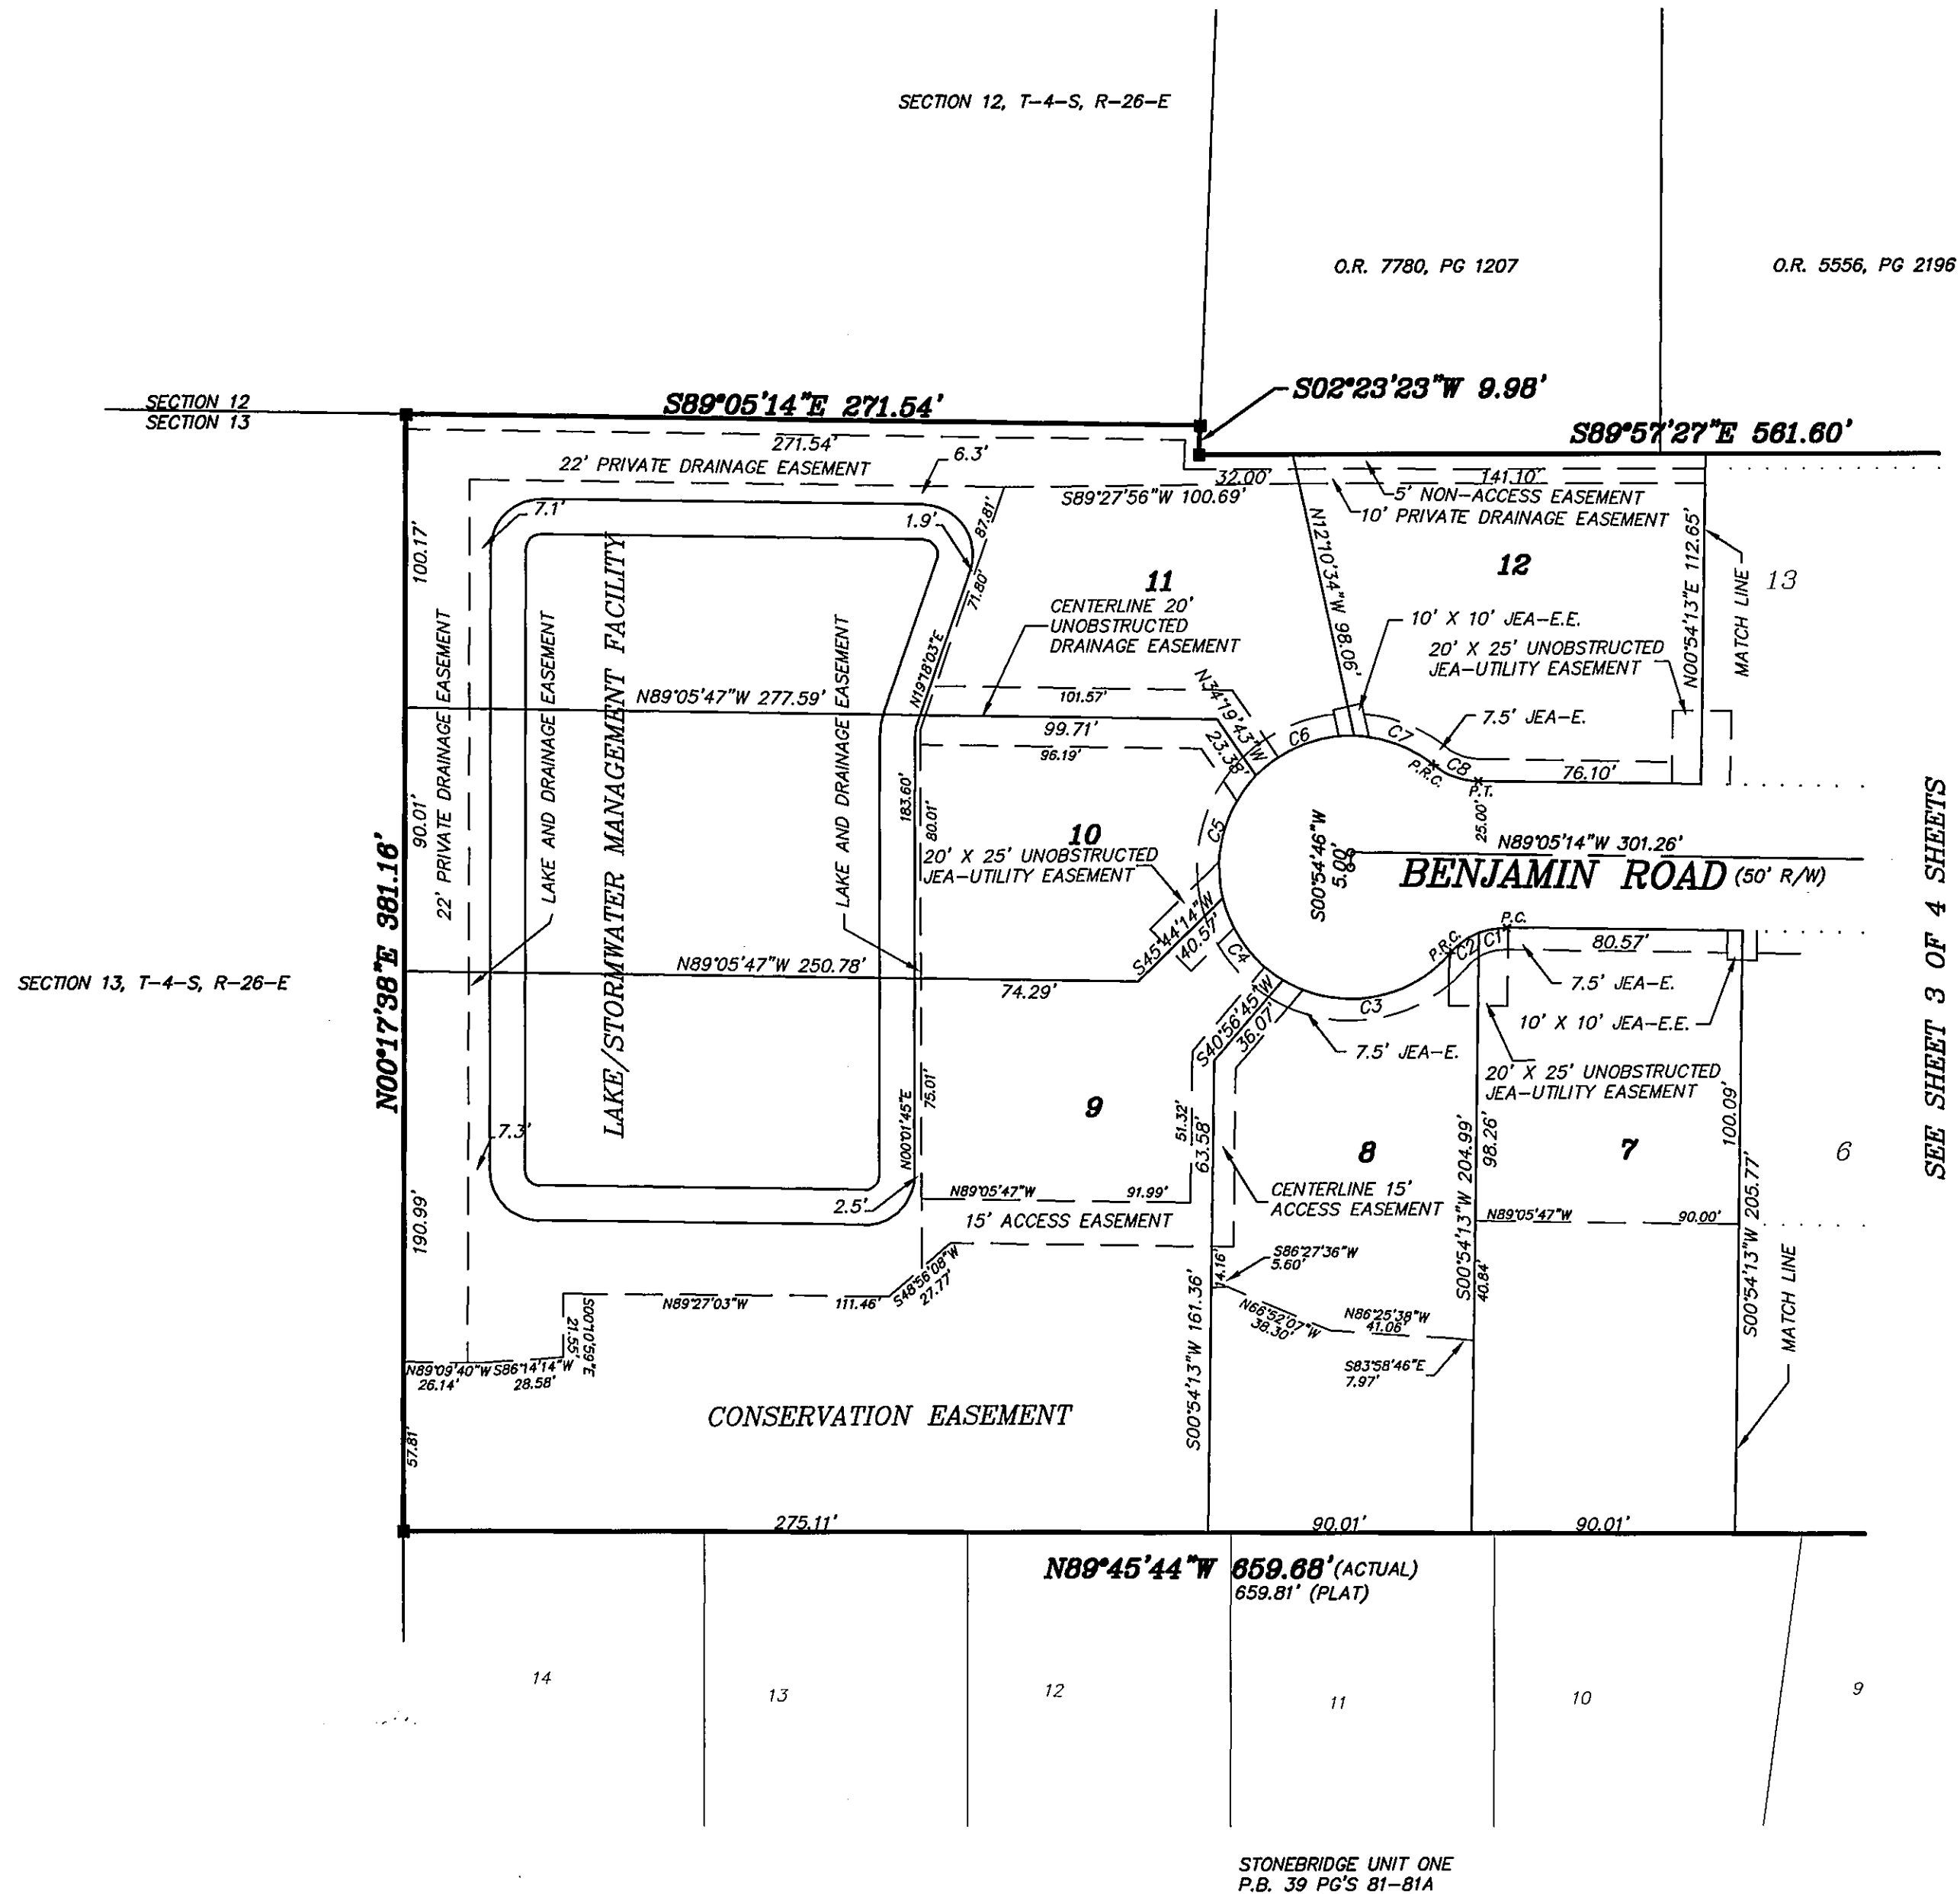 SECTION 12, T-4-S, R-26-E
O.R. 7780, PG 1207
O.R. 5556, PG 2196
SECTION 12
SECTION 13
S89°05'14"E 271.54'
S02°23'23"W 9.98'
S89°57'27"E 561.60'
271.54'
22' PRIVATE DRAINAGE EASEMENT
6.3'
32.00'
141.10'
S89°27'56"W 100.69'
5' NON-ACCESS EASEMENT
10' PRIVATE DRAINAGE EASEMENT
7.1'
1.9'
87.81'
71.80'
100.17'
N12°10'34"W 98.06'
N00°54'13"E 112.65'
MATCH LINE
12
13
11
CENTERLINE 20'
UNOBSTRUCTED
DRAINAGE EASEMENT
10' X 10' JEA-E.E.
20' X 25' UNOBSTRUCTED
JEA-UTILITY EASEMENT
22' PRIVATE DRAINAGE EASEMENT
LAKE AND DRAINAGE EASEMENT
LAKE/STORMWATER MANAGEMENT FACILITY
LAKE AND DRAINAGE EASEMENT
N19°18'03"E
N89°05'47"W 277.59'
101.57'
99.71'
96.19'
N34°19'43"W
23.38'
C6
C7
7.5' JEA-E.
P.R.C.
C8
P.T.
76.10'
25.00'
90.01'
183.60'
80.01'
C5
10
20' X 25' UNOBSTRUCTED
JEA-UTILITY EASEMENT
S00°54'46"W
5.00'
N89°05'14"W 301.26'
BENJAMIN ROAD (50' R/W)
SEE SHEET 3 OF 4 SHEETS
N00°17'38"E 381.16'
SECTION 13, T-4-S, R-26-E
N89°05'47"W 250.78'
74.29'
S45°44'14"W
40.57'
C4
P.C.
P.R.C.
C2
C1
80.57'
C3
7.5' JEA-E.
10' X 10' JEA-E.E.
7.5' JEA-E.
20' X 25' UNOBSTRUCTED
JEA-UTILITY EASEMENT
S40°56'45"W
36.07'
9
8
7
6
N00°01'45"E
75.01'
51.32'
63.58'
S00°54'13"W 204.99'
98.26'
100.09'
S00°54'13"W 205.77'
7.3'
2.5'
N89°05'47"W
91.99'
15' ACCESS EASEMENT
CENTERLINE 15'
ACCESS EASEMENT
N89°05'47"W
90.00'
190.99'
S86°27'36"W
5.60'
14.16'
40.84'
MATCH LINE
S48°56'08"W
27.77'
N89°27'03"W
111.46'
S00°10'59"E
21.55'
N66°52'07"W
38.30'
N86°25'38"W
41.06'
S83°58'46"E
7.97'
N89°09'40"W
26.14'
S86°14'14"W
28.58'
S00°54'13"W 161.36'
CONSERVATION EASEMENT
57.81'
275.11'
90.01'
90.01'
N89°45'44"W 659.68' (ACTUAL)
659.81' (PLAT)
14
13
12
11
10
9
STONEBRIDGE UNIT ONE
P.B. 39 PG'S 81-81A